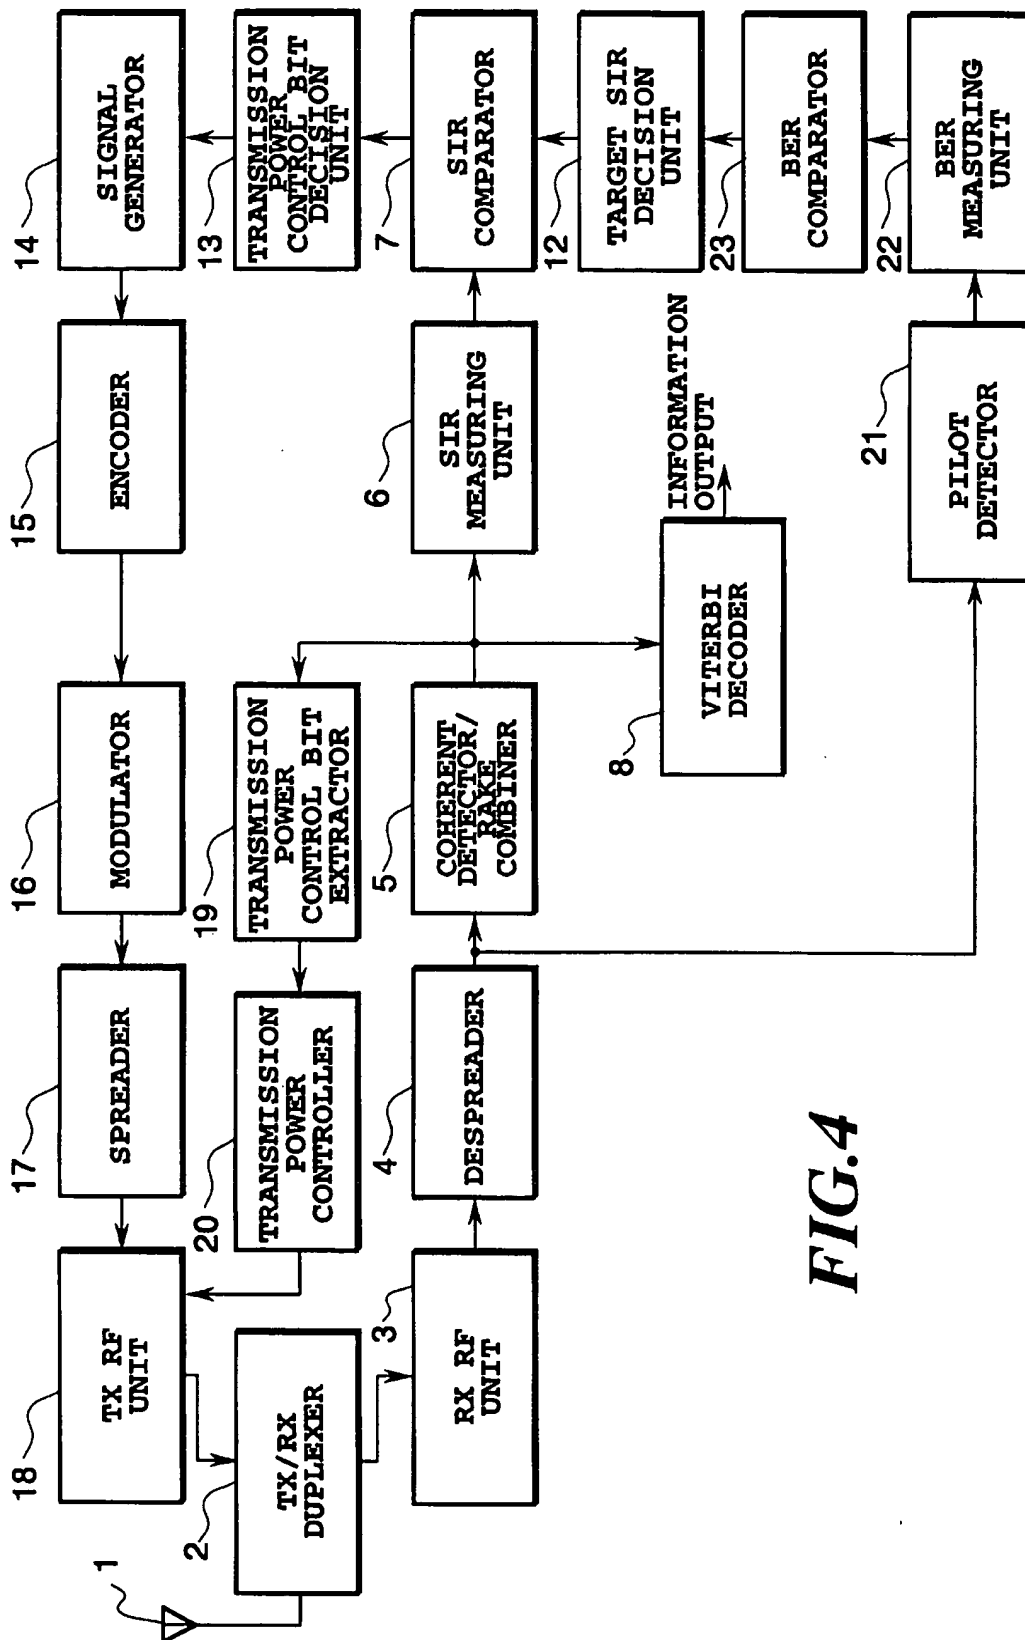 1
2
TX/RX
DUPLEXER
18
TX RF
UNIT
17
SPREADER
16
MODULATOR
15
ENCODER
14
SIGNAL
GENERATOR
20
TRANSMISSION
POWER
CONTROLLER
19
TRANSMISSION
POWER
CONTROL BIT
EXTRACTOR
13
TRANSMISSION
POWER
CONTROL BIT
DECISION
UNIT
3
RX RF
UNIT
4
DESPREADER
5
COHERENT
DETECTOR/
RAKE
COMBINER
6
SIR
MEASURING
UNIT
7
SIR
COMPARATOR
12
TARGET SIR
DECISION
UNIT
8
VITERBI
DECODER
INFORMATION
OUTPUT
23
BER
COMPARATOR
21
PILOT
DETECTOR
22
BER
MEASURING
UNIT
FIG.4